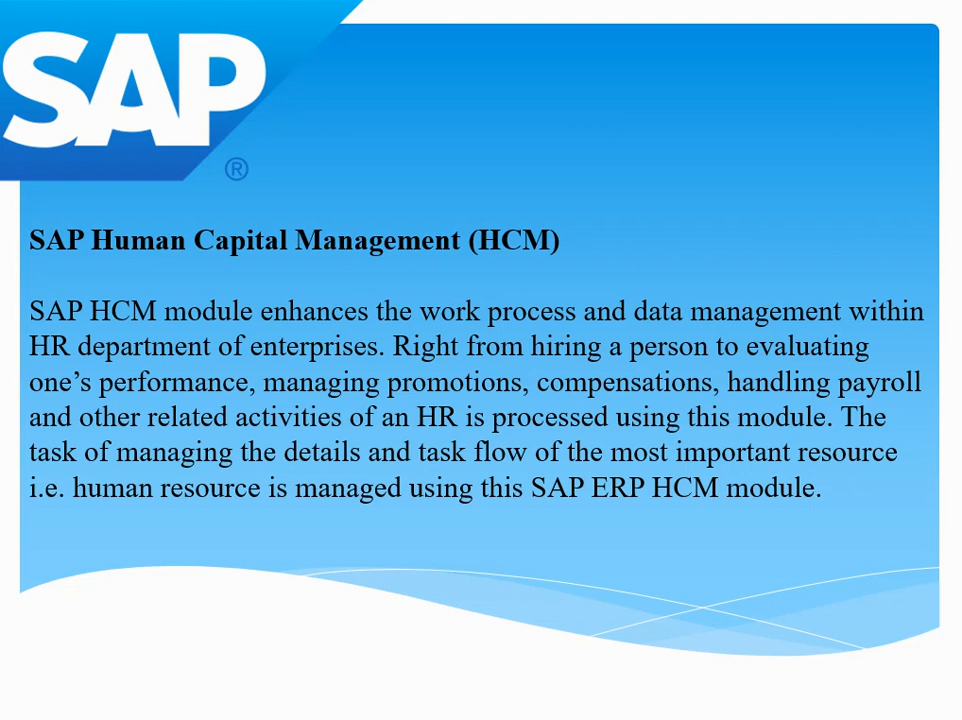 SAP
®
SAP Human Capital Management (HCM)
SAP HCM module enhances the work process and data management within
HR department of enterprises. Right from hiring a person to evaluating
one’s performance, managing promotions, compensations, handling payroll
and other related activities of an HR is processed using this module. The
task of managing the details and task flow of the most important resource
i.e. human resource is managed using this SAP ERP HCM module.